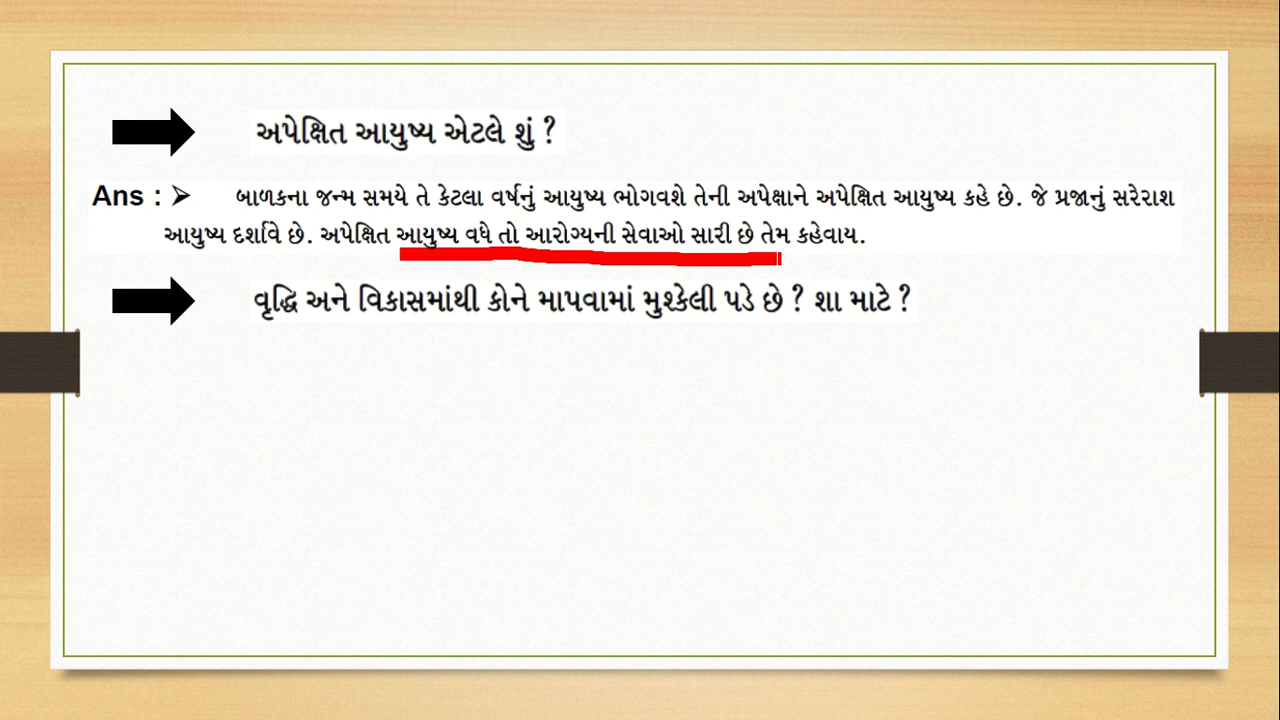 અપેક્ષિત આયુષ્ય એટલે શું ?
Ans : ➢ બાળકના જન્મ સમયે તે કેટલા વર્ષનું આયુષ્ય ભોગવશે તેની અપેક્ષાને અપેક્ષિત આયુષ્ય કહે છે. જે પ્રજાનું સરેરાશ
આયુષ્ય દર્શાવે છે. અપેક્ષિત આયુષ્ય વધે તો આરોગ્યની સેવાઓ સારી છે તેમ કહેવાય.
વૃદ્ધિ અને વિકાસમાંથી કોને માપવામાં મુશ્કેલી પડે છે ? શા માટે ?